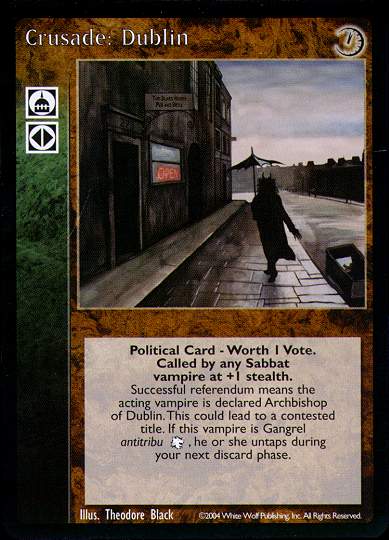 Crusade: Dublin
OPEN
Political Card - Worth 1 Vote.
Called by any Sabbat
vampire at +1 stealth.
Successful referendum means the
acting vampire is declared Archbishop
of Dublin. This could lead to a contested
title. If this vampire is Gangrel
antitribu , he or she untaps during
your next discard phase.
Illus. Theodore Black ©2004 White Wolf Publishing, Inc. All Rights Reserved.